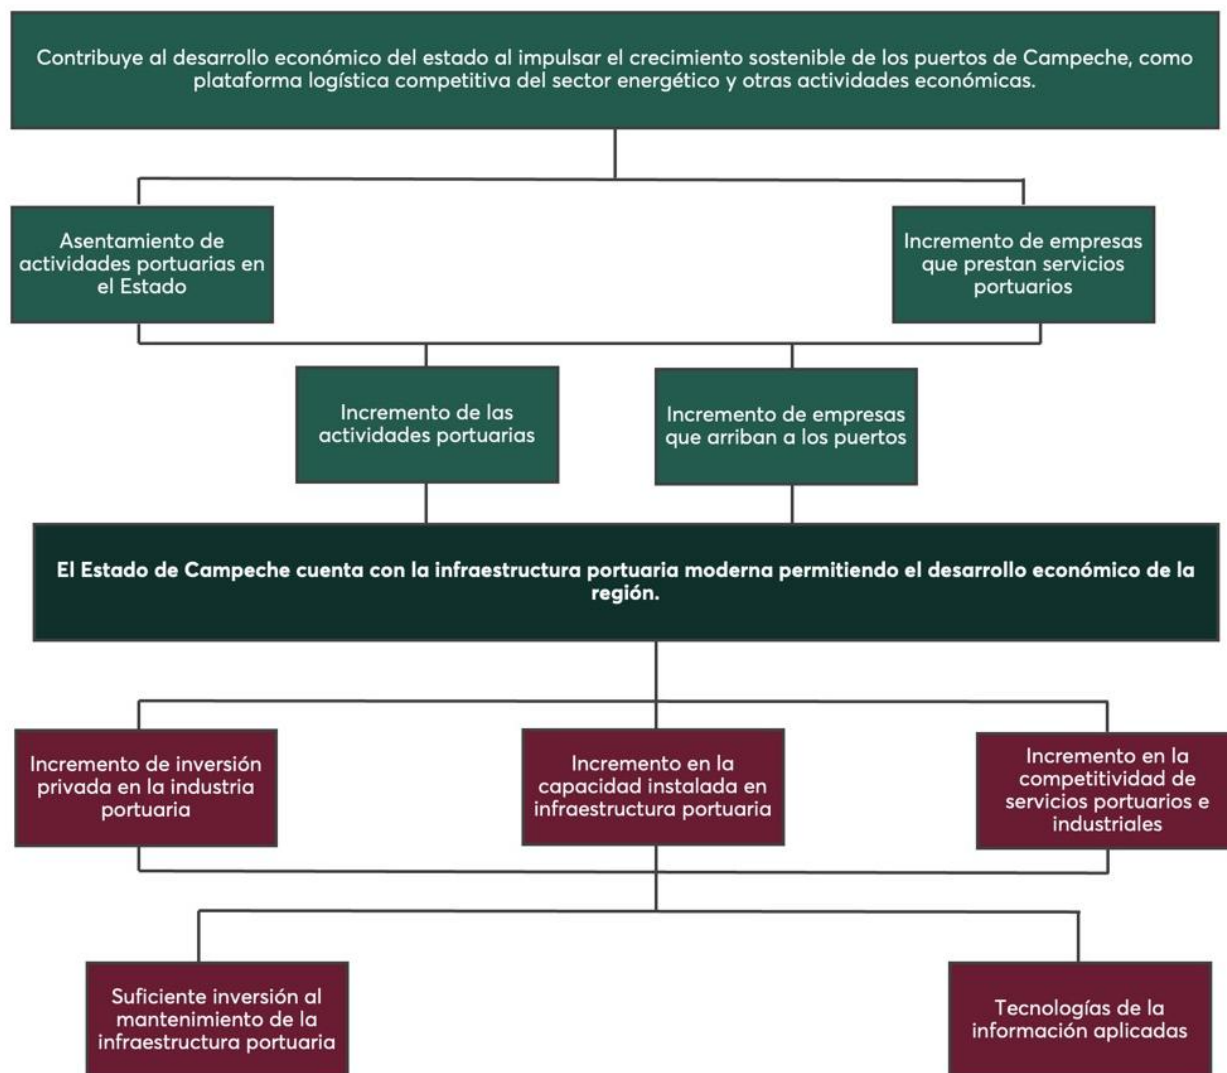 Contribuye al desarrollo económico del estado al impulsar el crecimiento sostenible de los puertos de Campeche, como
plataforma logística competitiva del sector energético y otras actividades económicas.
Asentamiento de
actividades portuarias en
el Estado
Incremento de empresas
que prestan servicios
portuarios
Incremento de las
actividades portuarias
Incremento de empresas
que arriban a los puertos
El Estado de Campeche cuenta con la infraestructura portuaria moderna permitiendo el desarrollo económico de la
región.
Incremento de inversión
privada en la industria
portuaria
Incremento en la
capacidad instalada en
infraestructura portuaria
Incremento en la
competitividad de
servicios portuarios e
industriales
Suficiente inversión al
mantenimiento de la
infraestructura portuaria
Tecnologías de la
información aplicadas